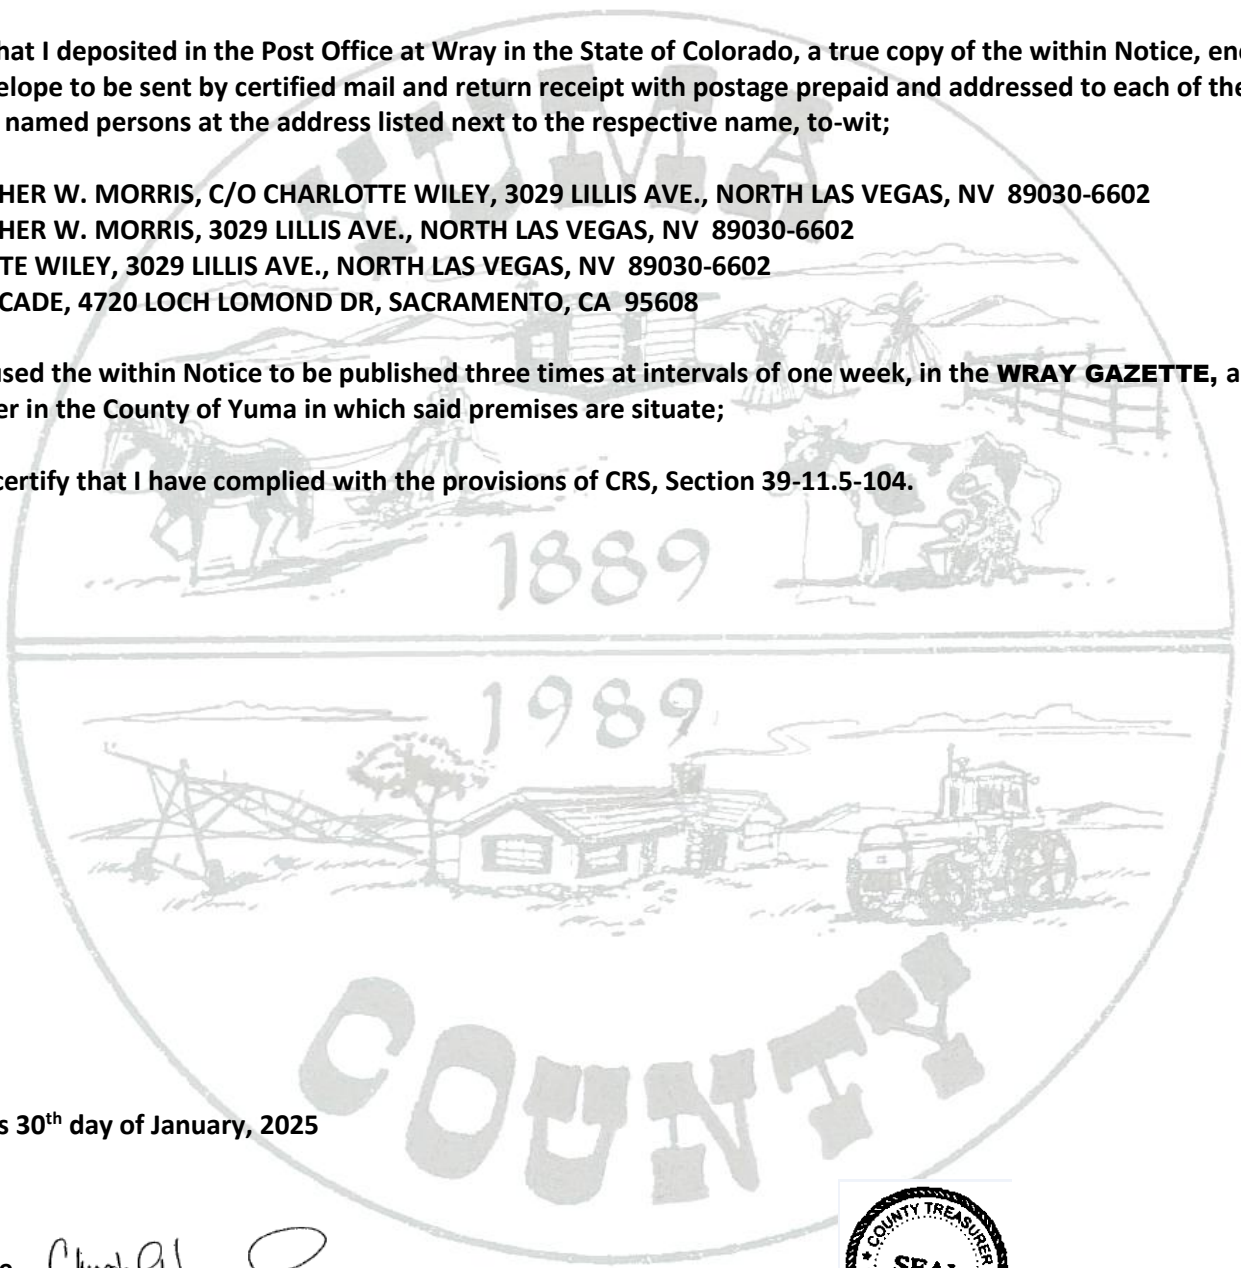 hat I deposited in the Post Office at Wray in the State of Colorado, a true copy of the within Notice, en
elope to be sent by certified mail and return receipt with postage prepaid and addressed to each of the
named persons at the address listed next to the respective name, to-wit;
HER W. MORRIS, C/O CHARLOTTE WILEY, 3029 LILLIS AVE., NORTH LAS VEGAS, NV 89030-6602
HER W. MORRIS, 3029 LILLIS AVE., NORTH LAS VEGAS, NV 89030-6602
TE WILEY, 3029 LILLIS AVE., NORTH LAS VEGAS, NV 89030-6602
CADE, 4720 LOCH LOMOND DR, SACRAMENTO, CA 95608
sed the within Notice to be published three times at intervals of one week, in the WRAY GAZETTE, a
er in the County of Yuma in which said premises are situate;
certify that I have complied with the provisions of CRS, Section 39-11.5-104.
YUMA
1889
1989
COUNTY
s 30th day of January, 2025
COUNTY TREASURER
SEAL